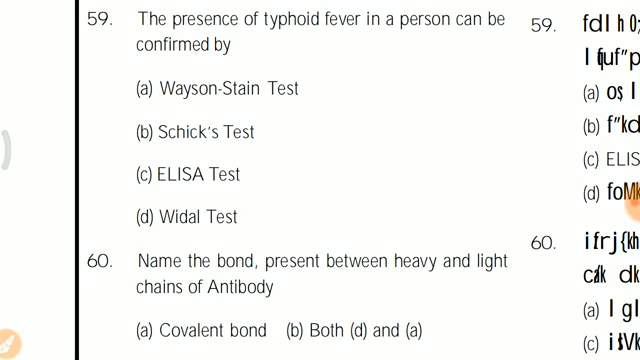 59. The presence of typhoid fever in a person can be
confirmed by
(a) Wayson-Stain Test
(b) Schick's Test
(c) ELISA Test
(d) Widal Test
60. Name the bond, present between heavy and light
chains of Antibody
(a) Covalent bond (b) Both (d) and (a)
59.
(a)
(b)
(c) ELIS
(d)
60.
(a)
(c)